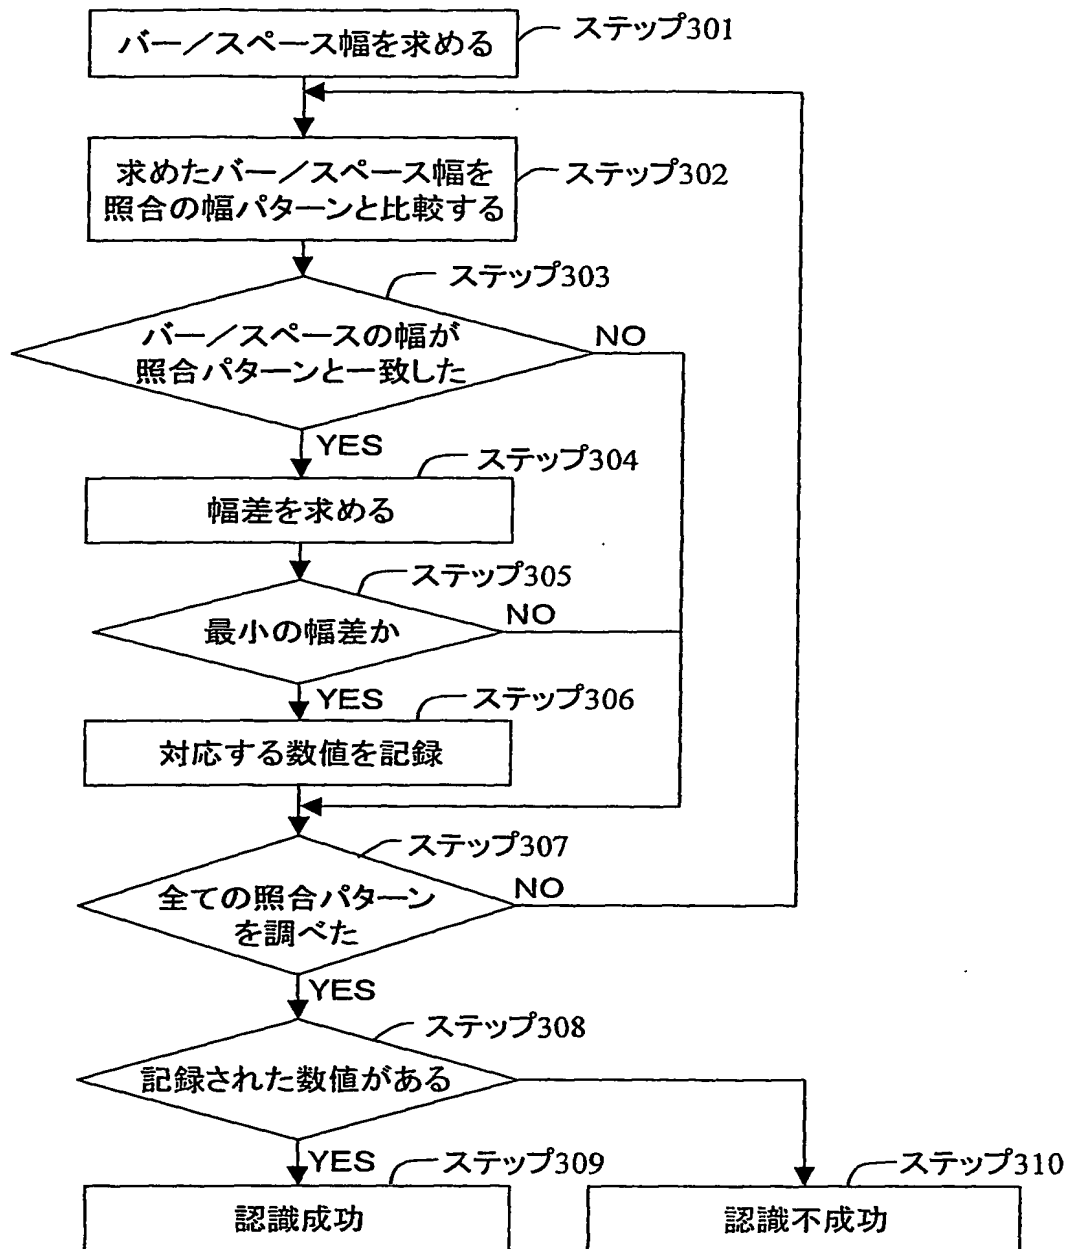 バー／スペース幅を求める
ステップ301
求めたバー／スペース幅を
照合の幅パターンと比較する
ステップ302
ステップ303
バー／スペースの幅が
照合パターンと一致した
NO
YES
ステップ304
幅差を求める
ステップ305
最小の幅差か
NO
YES
ステップ306
対応する数値を記録
ステップ307
全ての照合パターン
を調べた
NO
YES
ステップ308
記録された数値がある
YES
ステップ309
認識成功
ステップ310
認識不成功